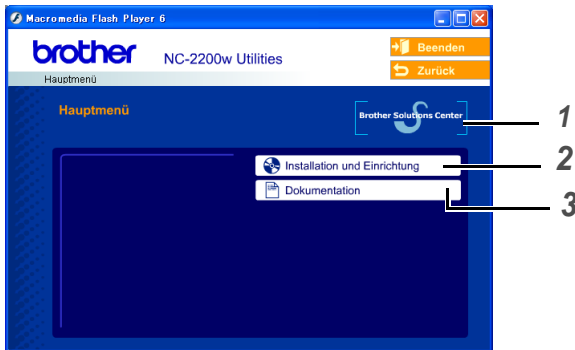 Macromedia Flash Player 6
brother
NC-2200w Utilities
Beenden
Zurück
Hauptmenü
Hauptmenü
Brother Solutions Center
1
Installation und Einrichtung
2
Dokumentation
3